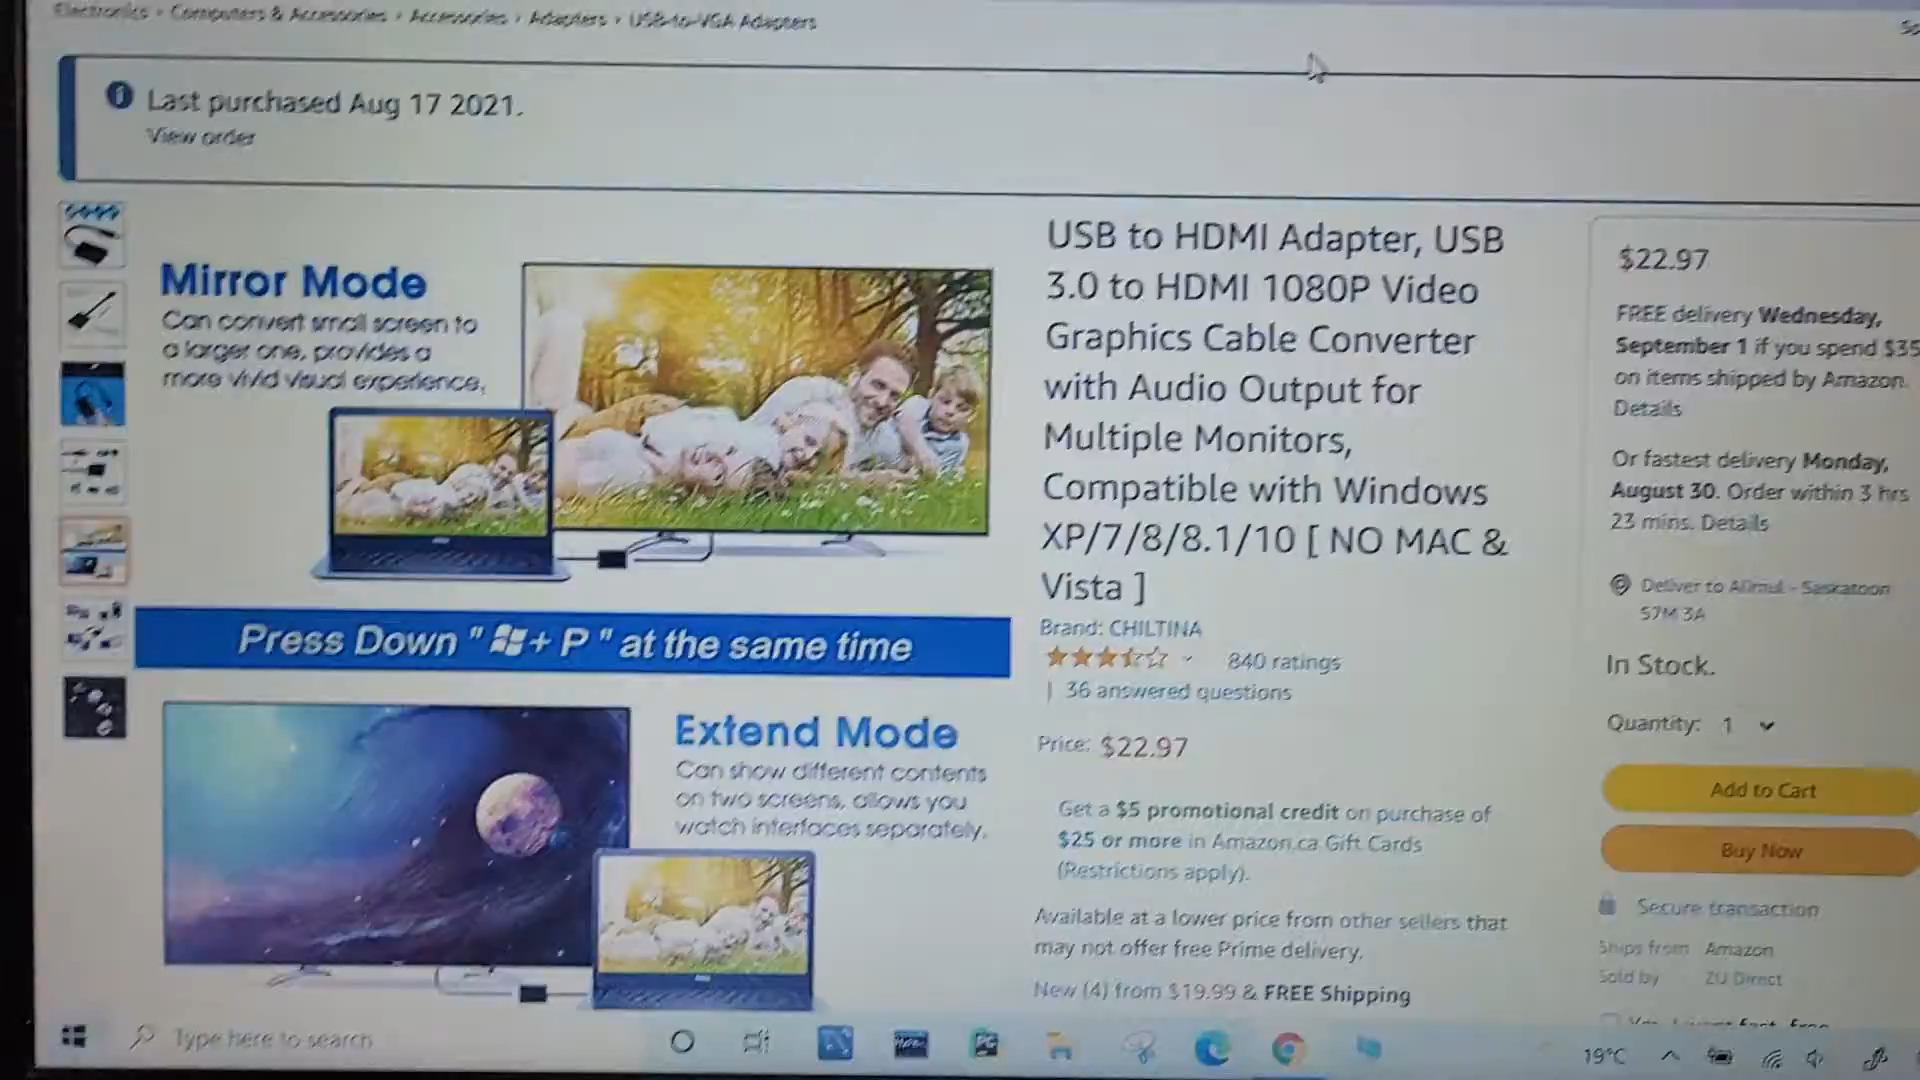 Electronics › Computers & Accessories › Accessories › Adapters › USB-to-VGA Adapters
Last purchased Aug 17 2021.
View order
Mirror Mode
Can convert small screen to
a larger one, provides a
more vivid visual experience,
Press Down " + P " at the same time
Extend Mode
Can show different contents
on two screens, allows you
watch interfaces separately.
USB to HDMI Adapter, USB
3.0 to HDMI 1080P Video
Graphics Cable Converter
with Audio Output for
Multiple Monitors,
Compatible with Windows
XP/7/8/8.1/10 [ NO MAC &
Vista ]
Brand: CHILTINA
840 ratings
| 36 answered questions
Price: $22.97
Get a $5 promotional credit on purchase of
$25 or more in Amazon.ca Gift Cards
(Restrictions apply).
Available at a lower price from other sellers that
may not offer free Prime delivery.
New (4) from $19.99 & FREE Shipping
$22.97
FREE delivery Wednesday,
September 1 if you spend $35
on items shipped by Amazon.
Details
Or fastest delivery Monday,
August 30. Order within 3 hrs
23 mins. Details
Deliver to Alimul - Saskatoon
S7M 3A
In Stock.
Quantity: 1
Add to Cart
Buy Now
Secure transaction
Ships from Amazon
Sold by ZU Direct
Type here to search
19°C